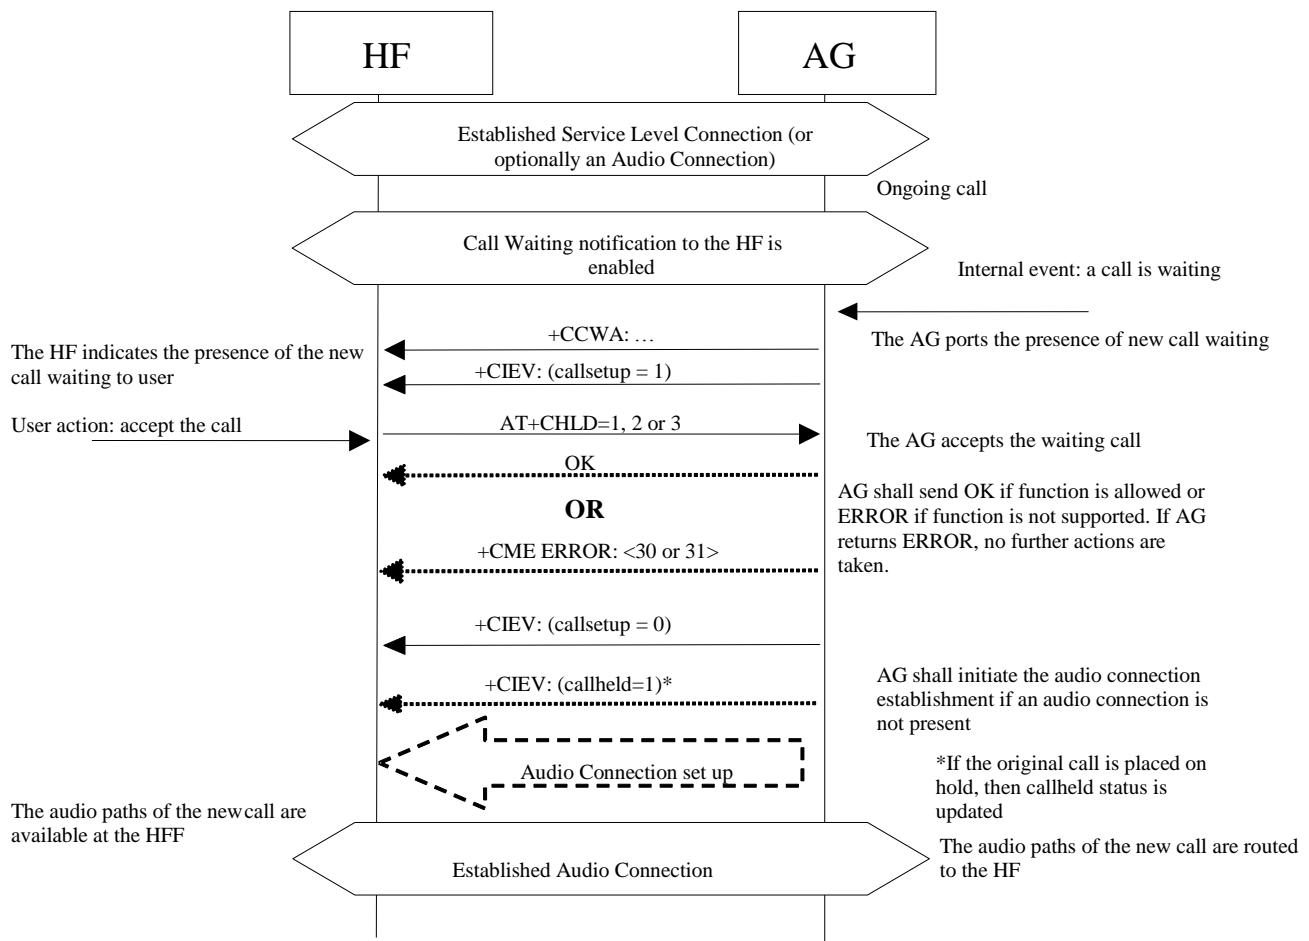 HF
AG
Established Service Level Connection (or
optionally an Audio Connection)
Ongoing call
Call Waiting notification to the HF is
enabled
Internal event: a call is waiting
+CCWA: …
The AG ports the presence of new call waiting
The HF indicates the presence of the new
call waiting to user
+CIEV: (callsetup = 1)
User action: accept the call
AT+CHLD=1, 2 or 3
The AG accepts the waiting call
OK
AG shall send OK if function is allowed or
ERROR if function is not supported. If AG
returns ERROR, no further actions are
taken.
OR
+CME ERROR: <30 or 31>
+CIEV: (callsetup = 0)
+CIEV: (callheld=1)*
AG shall initiate the audio connection
establishment if an audio connection is
not present
Audio Connection set up
*If the original call is placed on
hold, then callheld status is
updated
The audio paths of the new call are
available at the HFF
The audio paths of the new call are routed
to the HF
Established Audio Connection